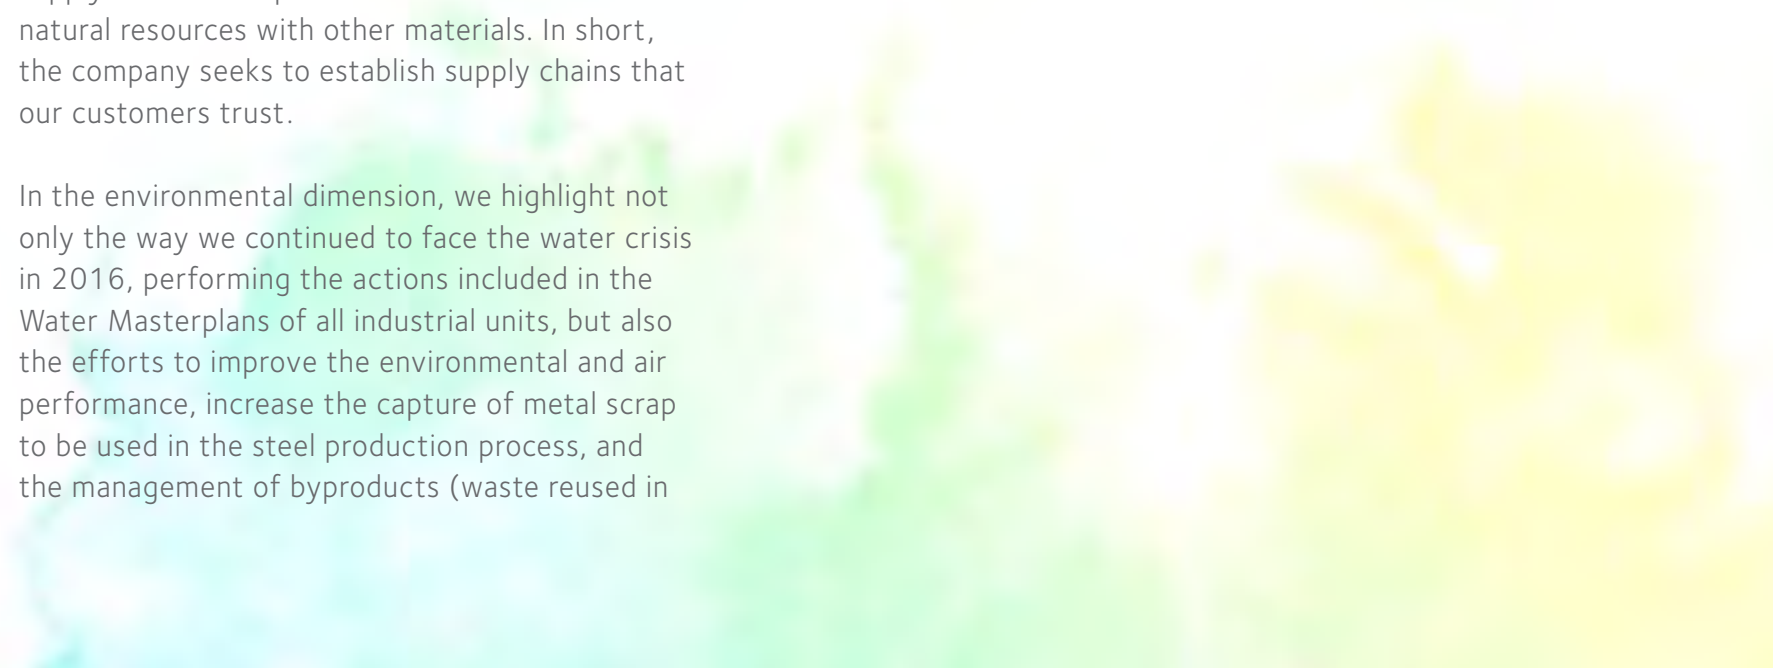 natural resources with other materials. In short,
the company seeks to establish supply chains that
our customers trust.
In the environmental dimension, we highlight not
only the way we continued to face the water crisis
in 2016, performing the actions included in the
Water Masterplans of all industrial units, but also
the efforts to improve the environmental and air
performance, increase the capture of metal scrap
to be used in the steel production process, and
the management of byproducts (waste reused in